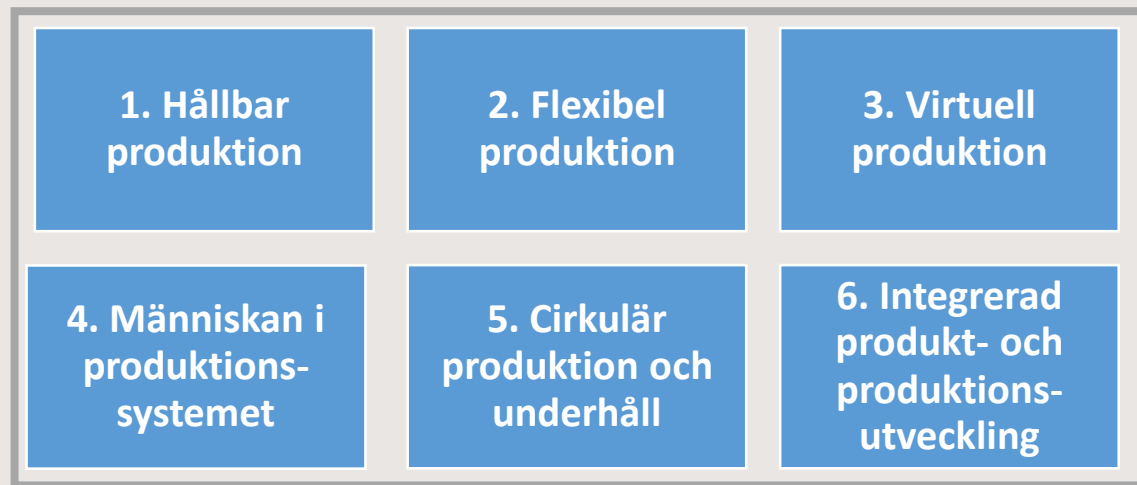 1. Hållbar
produktion
2. Flexibel
produktion
3. Virtuell
produktion
4. Människan i
produktions-
systemet
5. Cirkulär
produktion och
underhåll
6. Integrerad
produkt- och
produktions-
utveckling